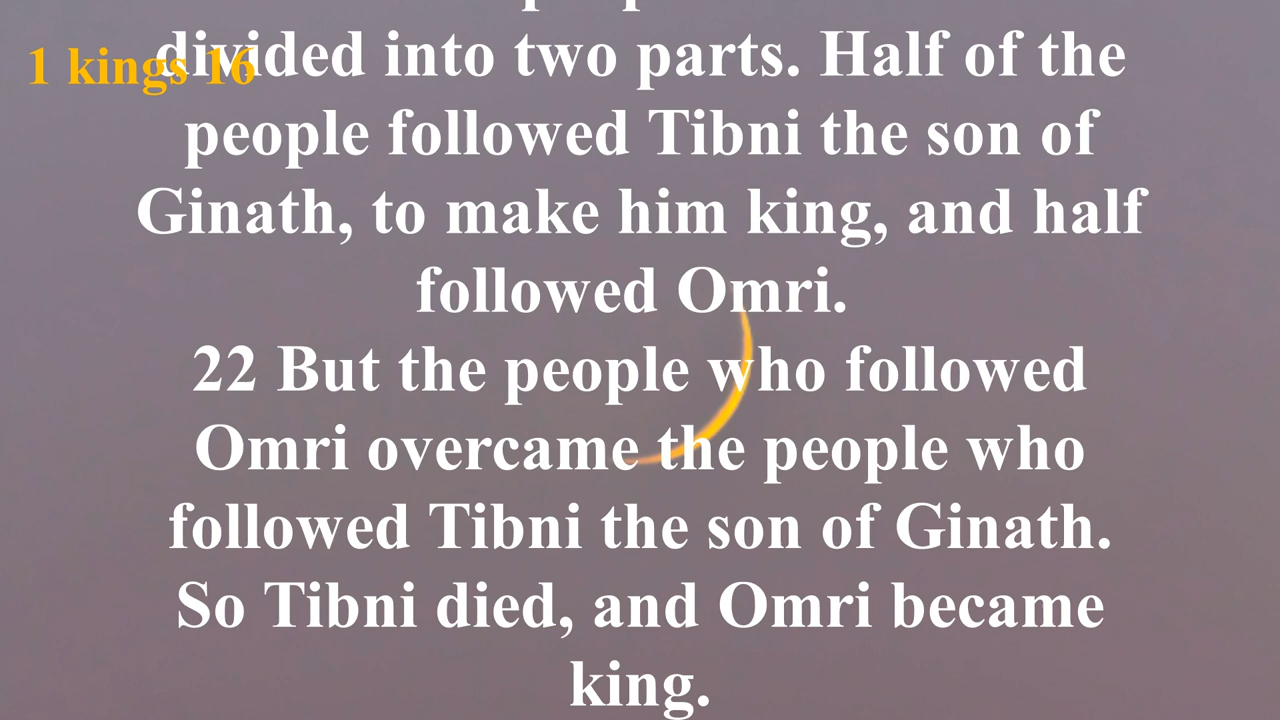 1 kings 16
divided into two parts. Half of the
people followed Tibni the son of
Ginath, to make him king, and half
followed Omri.
22 But the people who followed
Omri overcame the people who
followed Tibni the son of Ginath.
So Tibni died, and Omri became
king.